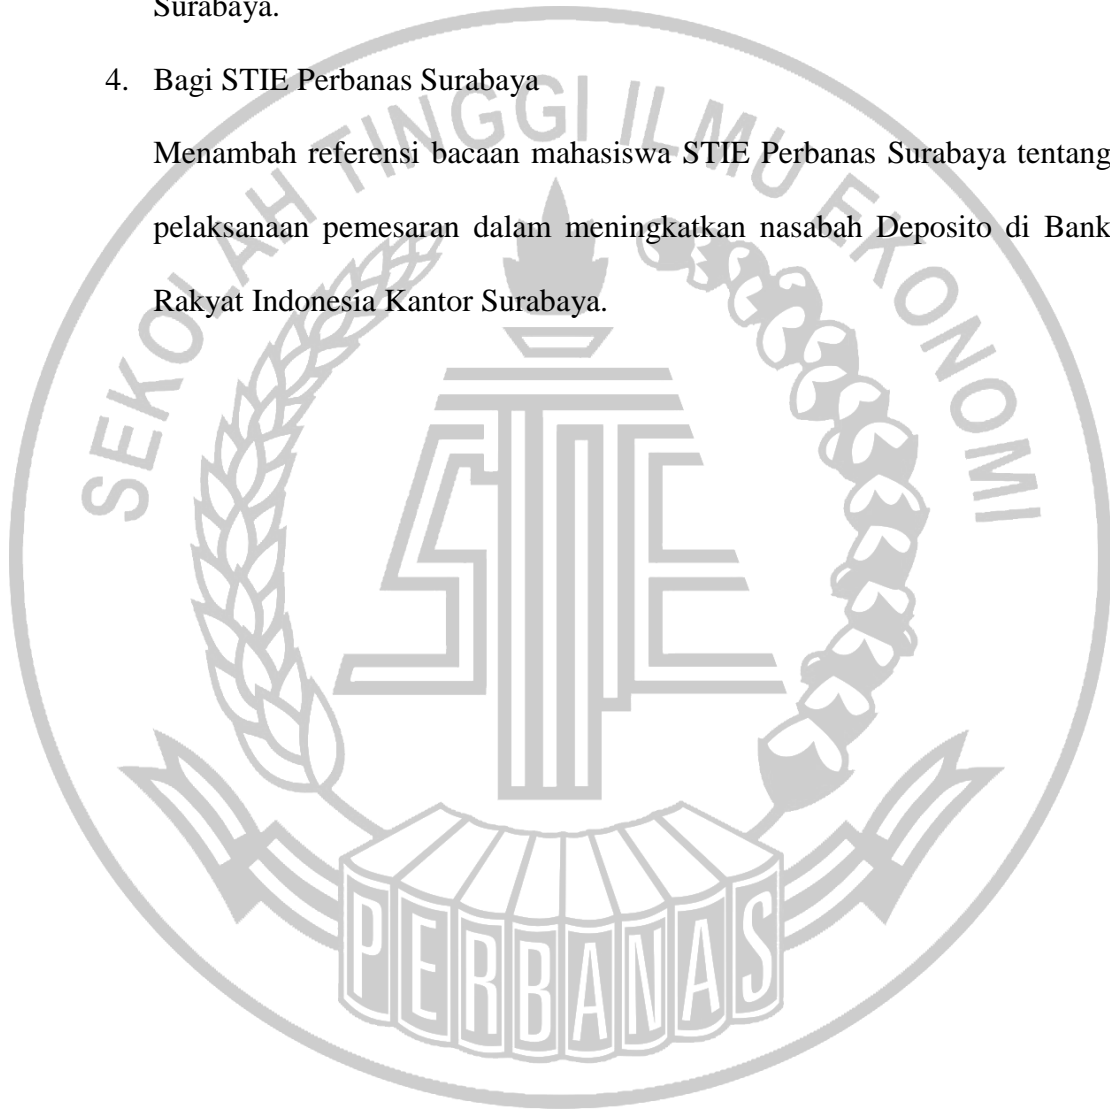 Surabaya.
4. Bagi STIE Perbanas Surabaya
Menambah referensi bacaan mahasiswa STIE Perbanas Surabaya tentang
pelaksanaan pemesaran dalam meningkatkan nasabah Deposito di Bank
Rakyat Indonesia Kantor Surabaya.
SEKOLAH TINGGI ILMU EKONOMI
STIE
PERBANAS